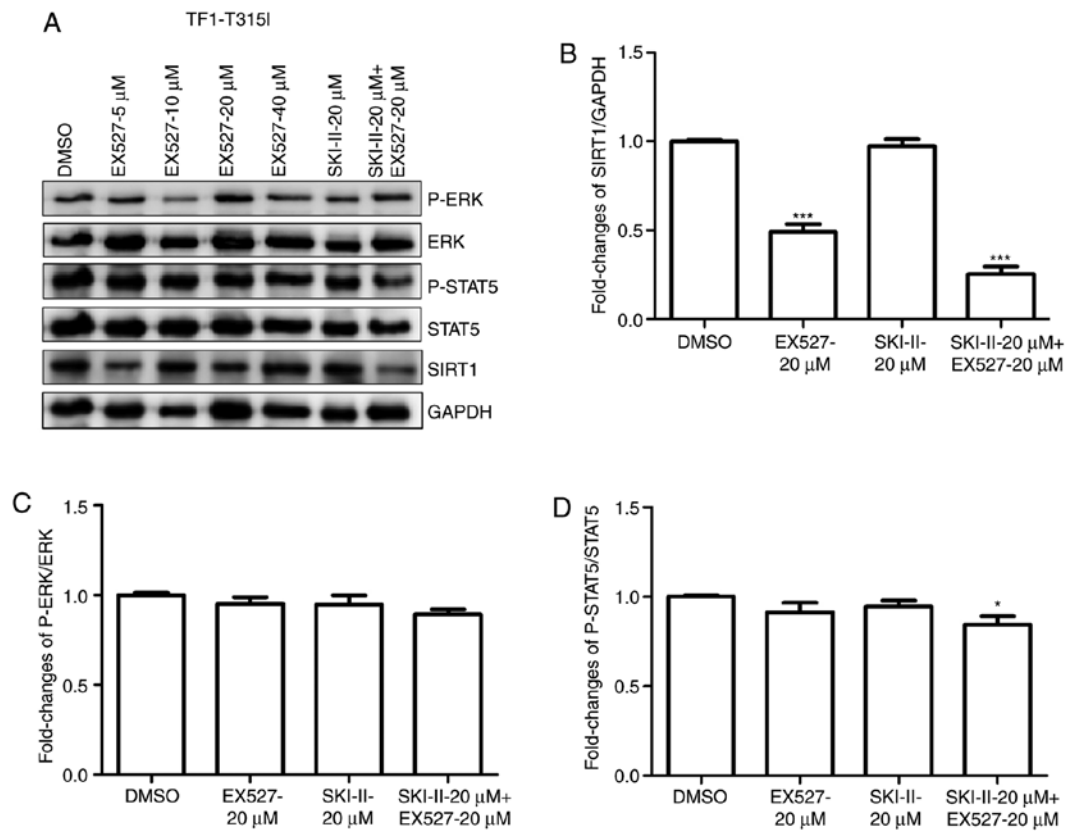 A
TF1-T315I
DMSO
EX527-5 µM
EX527-10 µM
EX527-20 µM
EX527-40 µM
SKI-II-20 µM
SKI-II-20 µM+
EX527-20 µM
P-ERK
ERK
P-STAT5
STAT5
SIRT1
GAPDH
B
Fold-changes of SIRT1/GAPDH
1.5
1.0
0.5
0.0
***
***
DMSO
EX527-
20 µM
SKI-II-
20 µM
SKI-II-20 µM+
EX527-20 µM
C
Fold-changes of P-ERK/ERK
1.5
1.0
0.5
0.0
DMSO
EX527-
20 µM
SKI-II-
20 µM
SKI-II-20 µM+
EX527-20 µM
D
Fold-changes of P-STAT5/STAT5
1.5
1.0
0.5
0.0
*
DMSO
EX527-
20 µM
SKI-II-
20 µM
SKI-II-20 µM+
EX527-20 µM